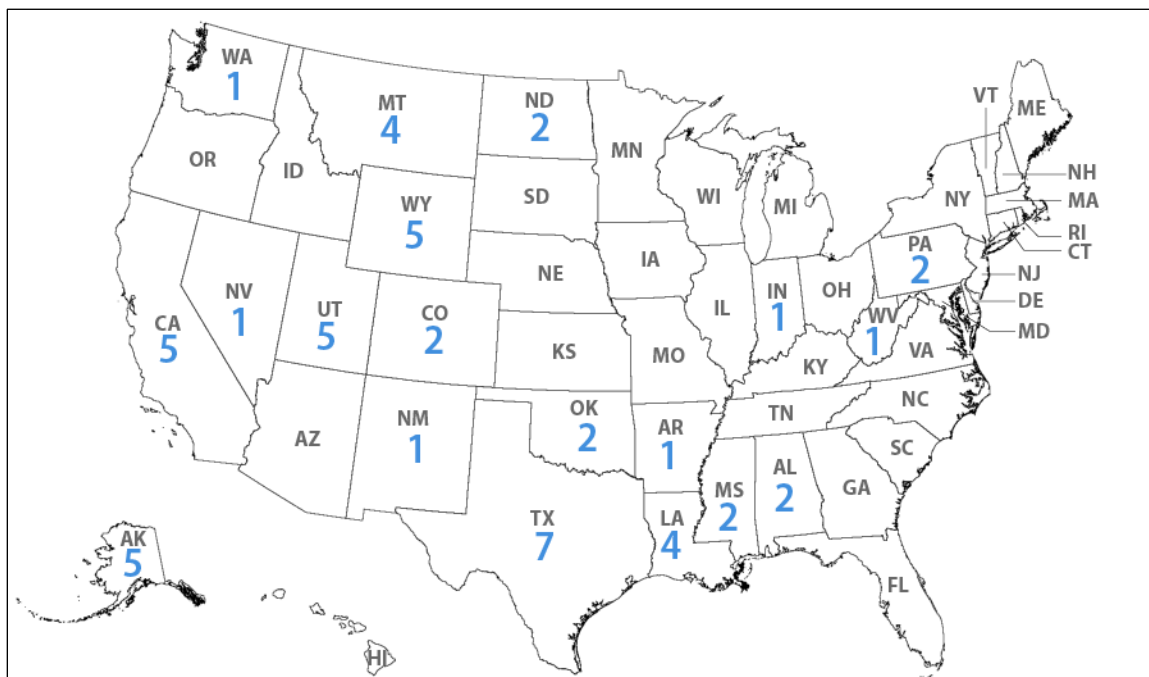 WA
1
MT
4
ND
2
MN
VT
ME
OR
ID
NH
WY
5
SD
WI
MI
NY
MA
RI
CT
PA
2
NJ
DE
MD
NE
IA
NV
1
UT
5
CO
2
IL
IN
1
OH
WV
1
CA
5
KS
MO
KY
VA
AZ
NM
1
OK
2
AR
1
TN
NC
SC
MS
2
AL
2
GA
TX
7
LA
4
AK
5
FL
HI